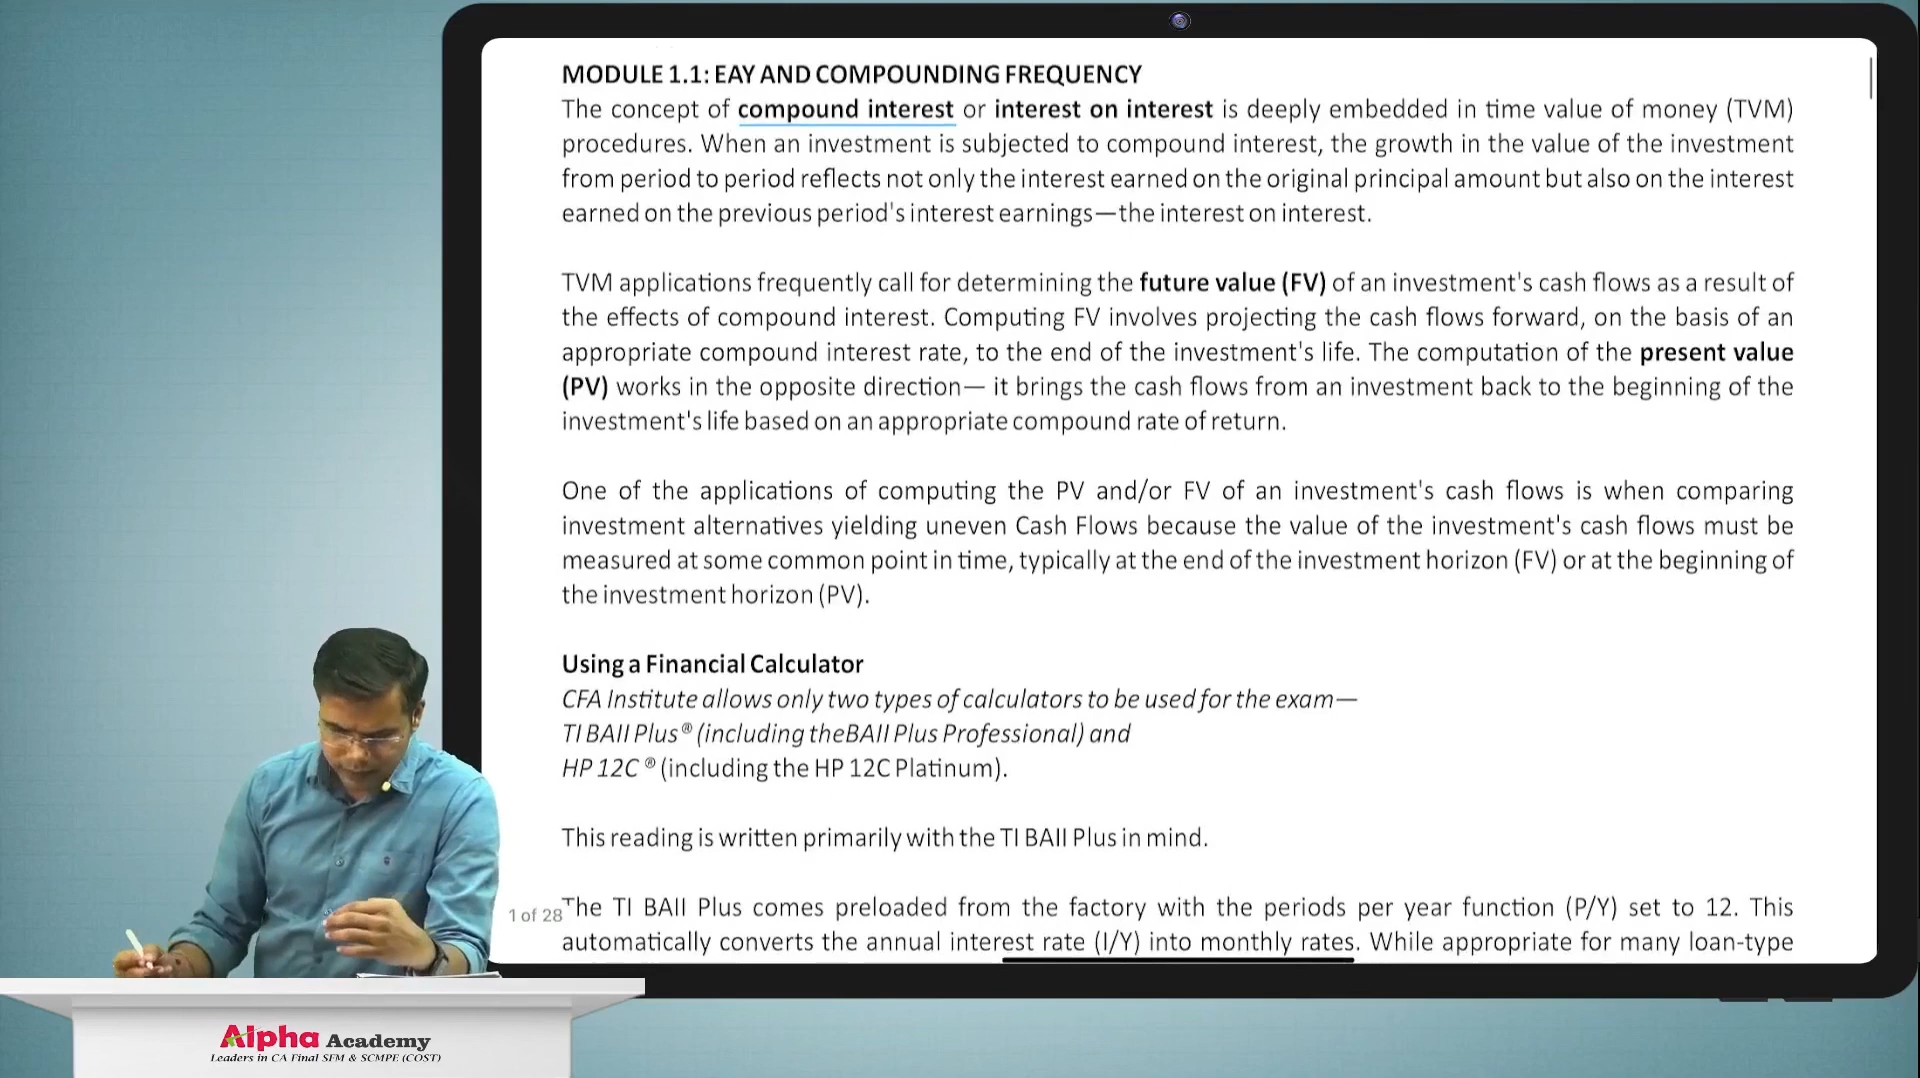 MODULE 1.1: EAY AND COMPOUNDING FREQUENCY
The concept of compound interest or interest on interest is deeply embedded in time value of money (TVM)
procedures. When an investment is subjected to compound interest, the growth in the value of the investment
from period to period reflects not only the interest earned on the original principal amount but also on the interest
earned on the previous period's interest earnings—the interest on interest.
TVM applications frequently call for determining the future value (FV) of an investment's cash flows as a result of
the effects of compound interest. Computing FV involves projecting the cash flows forward, on the basis of an
appropriate compound interest rate, to the end of the investment's life. The computation of the present value
(PV) works in the opposite direction— it brings the cash flows from an investment back to the beginning of the
investment's life based on an appropriate compound rate of return.
One of the applications of computing the PV and/or FV of an investment's cash flows is when comparing
investment alternatives yielding uneven Cash Flows because the value of the investment's cash flows must be
measured at some common point in time, typically at the end of the investment horizon (FV) or at the beginning of
the investment horizon (PV).
Using a Financial Calculator
CFA Institute allows only two types of calculators to be used for the exam—
TI BAII Plus® (including theBAII Plus Professional) and
HP 12C ® (including the HP 12C Platinum).
This reading is written primarily with the TI BAII Plus in mind.
The TI BAII Plus comes preloaded from the factory with the periods per year function (P/Y) set to 12. This
automatically converts the annual interest rate (I/Y) into monthly rates. While appropriate for many loan-type
1 of 28
Alpha Academy
Leaders in CA Final SFM & SCMPE (COST)